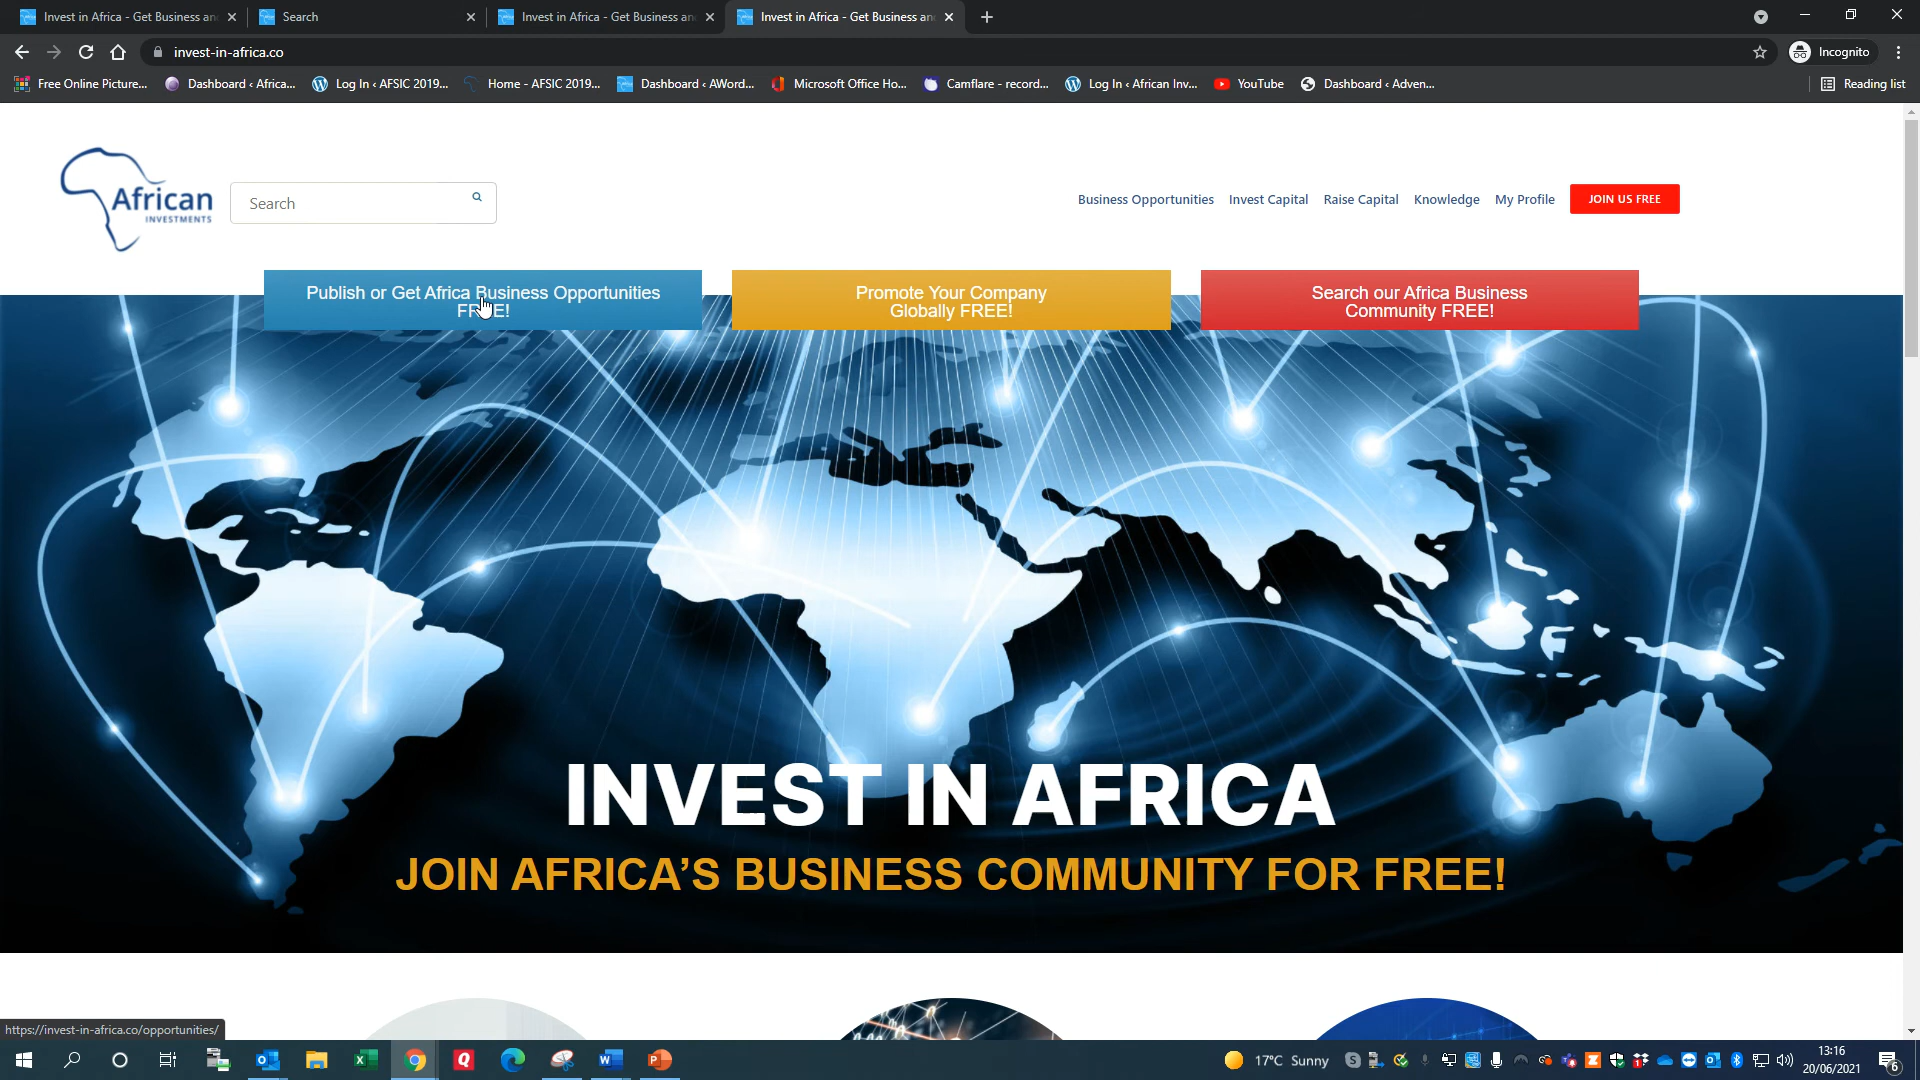 Invest in Africa - Get Business an
Search
Invest in Africa - Get Business an
Invest in Africa - Get Business an
invest-in-africa.co
Incognito
Free Online Picture...
Dashboard ‹ Africa...
Log In ‹ AFSIC 2019...
Home - AFSIC 2019...
Dashboard ‹ AWord...
Microsoft Office Ho...
Camflare - record...
Log In ‹ African Inv...
YouTube
Dashboard ‹ Adven...
Reading list
African
INVESTMENTS
Search
Business Opportunities
Invest Capital
Raise Capital
Knowledge
My Profile
JOIN US FREE
Publish or Get Africa Business Opportunities
FREE!
Promote Your Company
Globally FREE!
Search our Africa Business
Community FREE!
INVEST IN AFRICA
JOIN AFRICA’S BUSINESS COMMUNITY FOR FREE!
https://invest-in-africa.co/opportunities/
17°C Sunny
13:16
20/06/2021
6